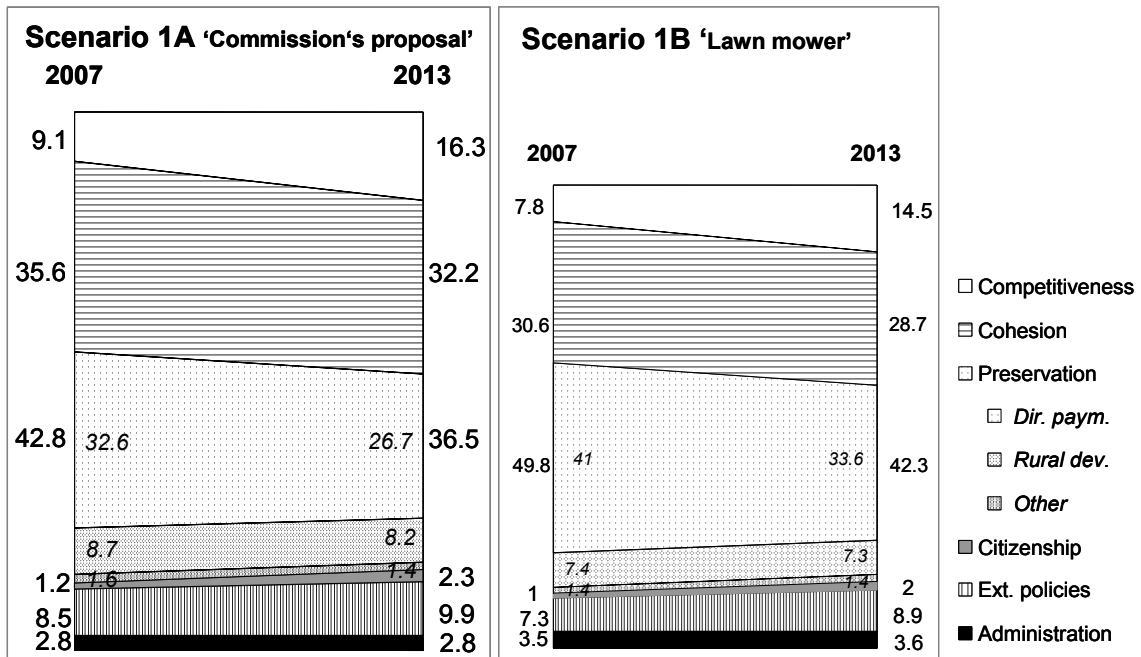 Scenario 1A ‘Commission‘s proposal’
2007 2013
9.1 16.3
35.6 32.2
42.8 32.6 26.7 36.5
8.7 8.2
1.2 1.6 1.4 2.3
8.5 9.9
2.8 2.8
Scenario 1B ‘Lawn mower’
2007 2013
7.8 14.5
30.6 28.7
49.8 41 33.6 42.3
7.4 7.3
1 1.4 1.4 2
7.3 8.9
3.5 3.6
Competitiveness
Cohesion
Preservation
Dir. paym.
Rural dev.
Other
Citizenship
Ext. policies
Administration